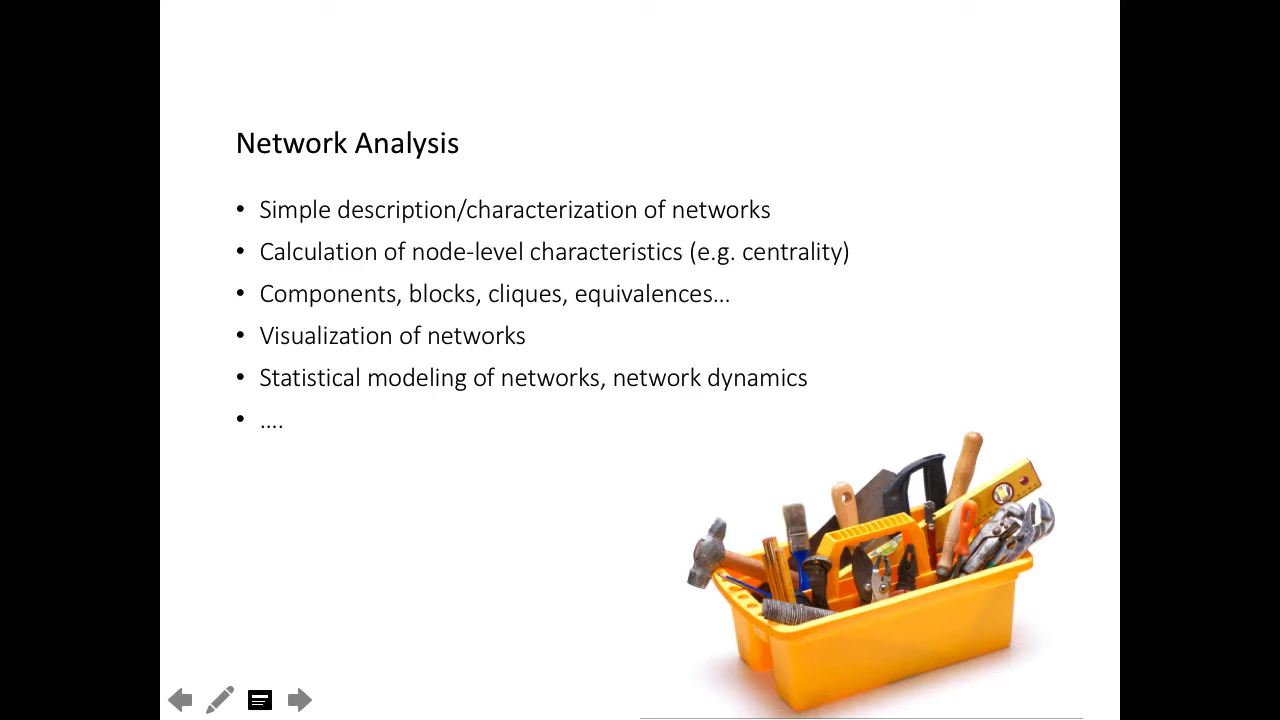 Network Analysis
• Simple description/characterization of networks
• Calculation of node-level characteristics (e.g. centrality)
• Components, blocks, cliques, equivalences…
• Visualization of networks
• Statistical modeling of networks, network dynamics
• ….